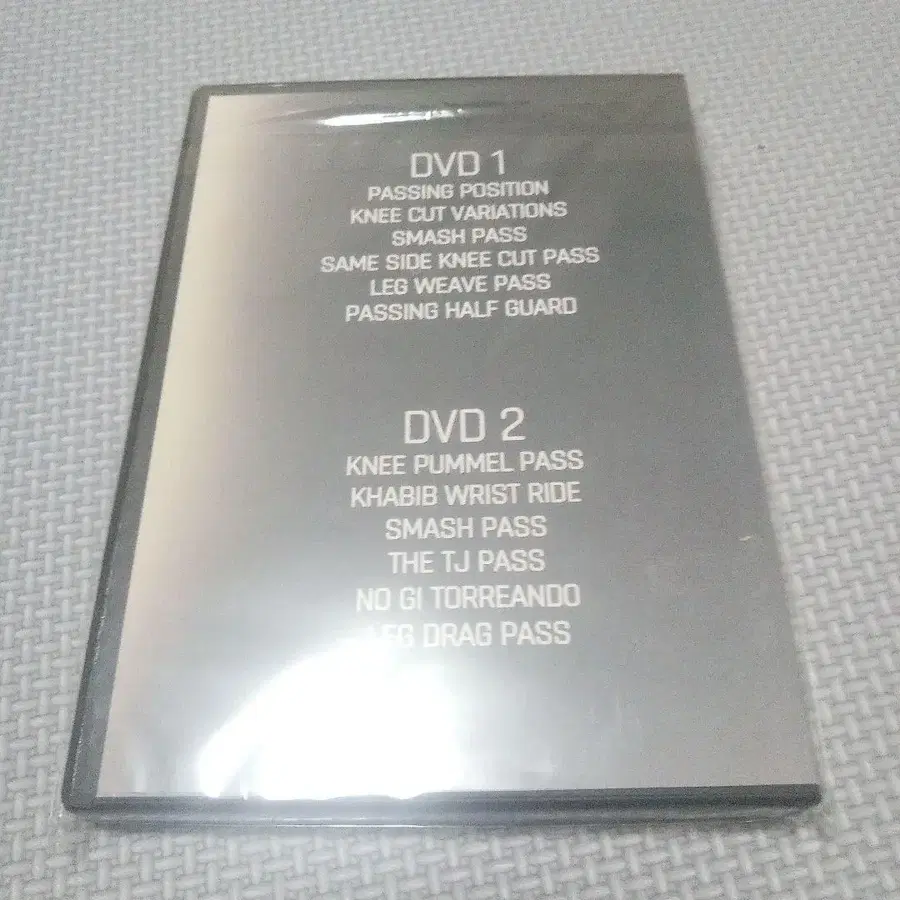 DVD 1
PASSING POSITION
KNEE CUT VARIATIONS
SMASH PASS
SAME SIDE KNEE CUT PASS
LEG WEAVE PASS
PASSING HALF GUARD
DVD 2
KNEE PUMMEL PASS
KHABIB WRIST RIDE
SMASH PASS
THE TJ PASS
NO GI TORREANDO
LEG DRAG PASS